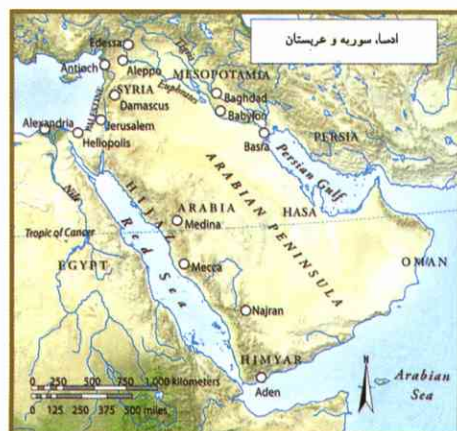 ادسا، سوریه و عربستان
Edessa
Tigris
Antioch
Aleppo
MESOPOTAMIA
SYRIA
Euphrates
Baghdad
Damascus
PALESTINE
Babylon
Alexandria
Jerusalem
PERSIA
Heliopolis
Basra
Persian Gulf
Nile
HIJAZ
ARABIA
ARABIAN PENINSULA
HASA
Medina
Red Sea
Tropic of Cancer
EGYPT
Mecca
OMAN
Najran
HIMYAR
N
Arabian
Sea
0 250 500 750 1,000 kilometers
Aden
0 125 250 375 500 miles